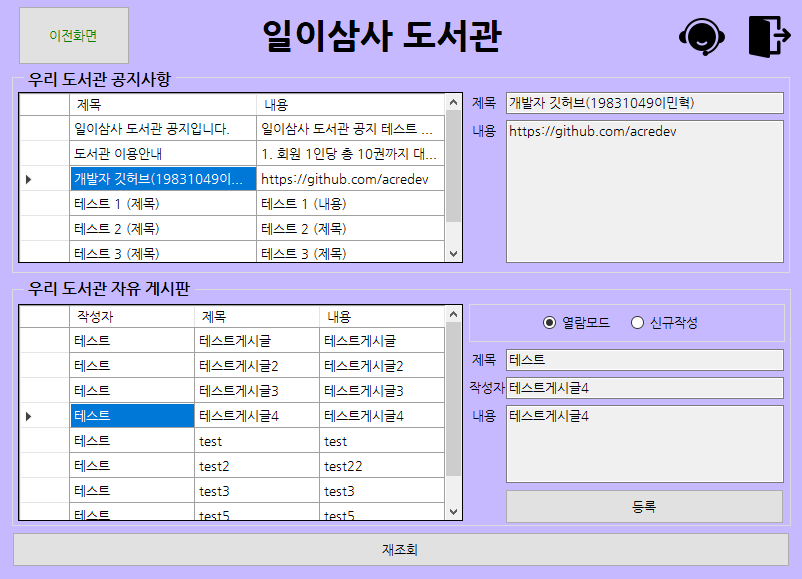 이전화면
일이삼사 도서관
우리 도서관 공지사항
제목 내용
일이삼사 도서관 공지입니다. 일이삼사 도서관 공지 테스트 ...
도서관 이용안내 1. 회원 1인당 총 10권까지 대...
개발자 깃허브(19831049이... https://github.com/acredev
테스트 1 (제목) 테스트 1 (내용)
테스트 2 (제목) 테스트 2 (제목)
테스트 3 (제목) 테스트 3 (제목)
제목 개발자 깃허브(19831049이민혁)
내용 https://github.com/acredev
우리 도서관 자유 게시판
작성자 제목 내용
테스트 테스트게시글 테스트게시글
테스트 테스트게시글2 테스트게시글2
테스트 테스트게시글3 테스트게시글3
테스트 테스트게시글4 테스트게시글4
테스트 test test
테스트 test2 test22
테스트 test3 test3
테스트 test5 test5
열람모드 신규작성
제목 테스트
작성자 테스트게시글4
내용 테스트게시글4
등록
재조회